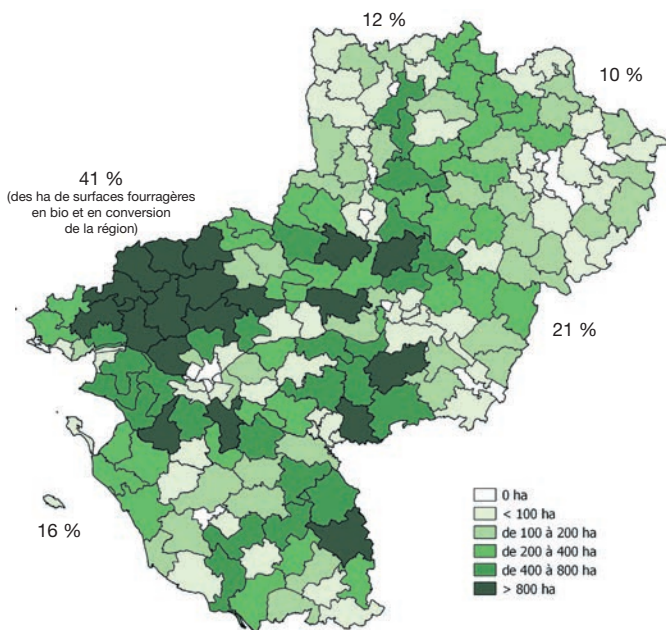 12 %
10 %
41 %
(des ha de surfaces fourragères
en bio et en conversion
de la région)
21 %
16 %
0 ha
< 100 ha
de 100 à 200 ha
de 200 à 400 ha
de 400 à 800 ha
> 800 ha